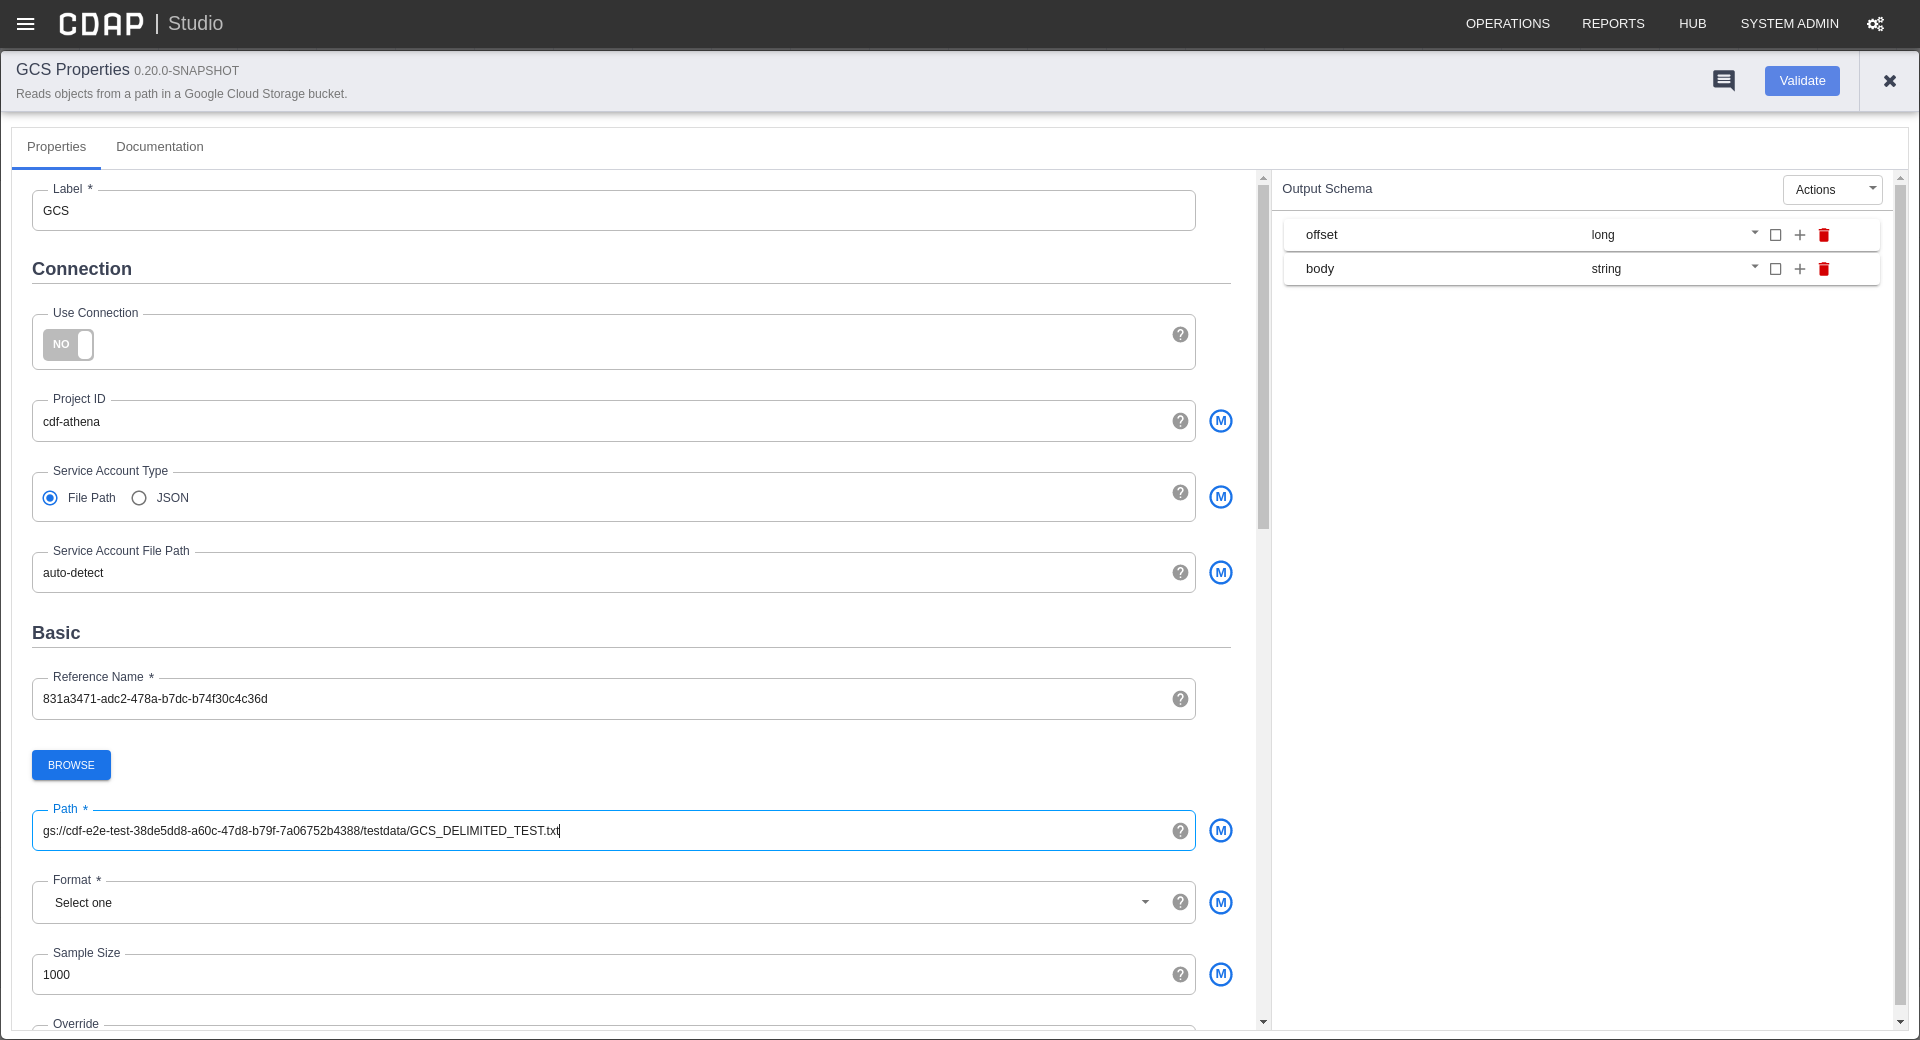 CDAP | Studio
OPERATIONS REPORTS HUB SYSTEM ADMIN
GCS Properties 0.20.0-SNAPSHOT
Reads objects from a path in a Google Cloud Storage bucket.
Validate
Properties Documentation
Label *
GCS
Connection
Use Connection
NO
Project ID
cdf-athena
M
Service Account Type
File Path JSON
M
Service Account File Path
auto-detect
M
Basic
Reference Name *
831a3471-adc2-478a-b7dc-b74f30c4c36d
BROWSE
Path *
gs://cdf-e2e-test-38de5dd8-a60c-47d8-b79f-7a06752b4388/testdata/GCS_DELIMITED_TEST.txt
M
Format *
Select one
M
Sample Size
1000
M
Override
Output Schema
Actions
offset long
body string